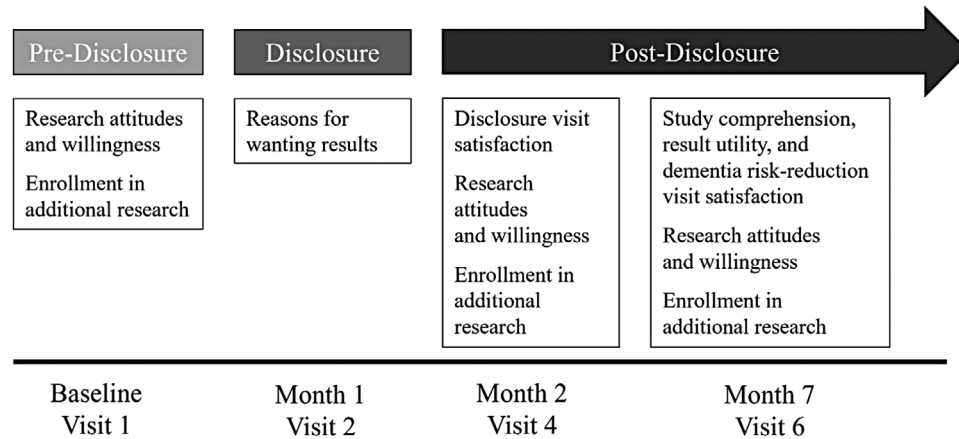 Pre-Disclosure
Disclosure
Post-Disclosure
Research attitudes
and willingness
Enrollment in
additional research
Reasons for
wanting results
Disclosure visit
satisfaction
Research
attitudes
and willingness
Enrollment in
additional
research
Study comprehension,
result utility, and
dementia risk-reduction
visit satisfaction
Research attitudes
and willingness
Enrollment in
additional research
Baseline
Visit 1
Month 1
Visit 2
Month 2
Visit 4
Month 7
Visit 6